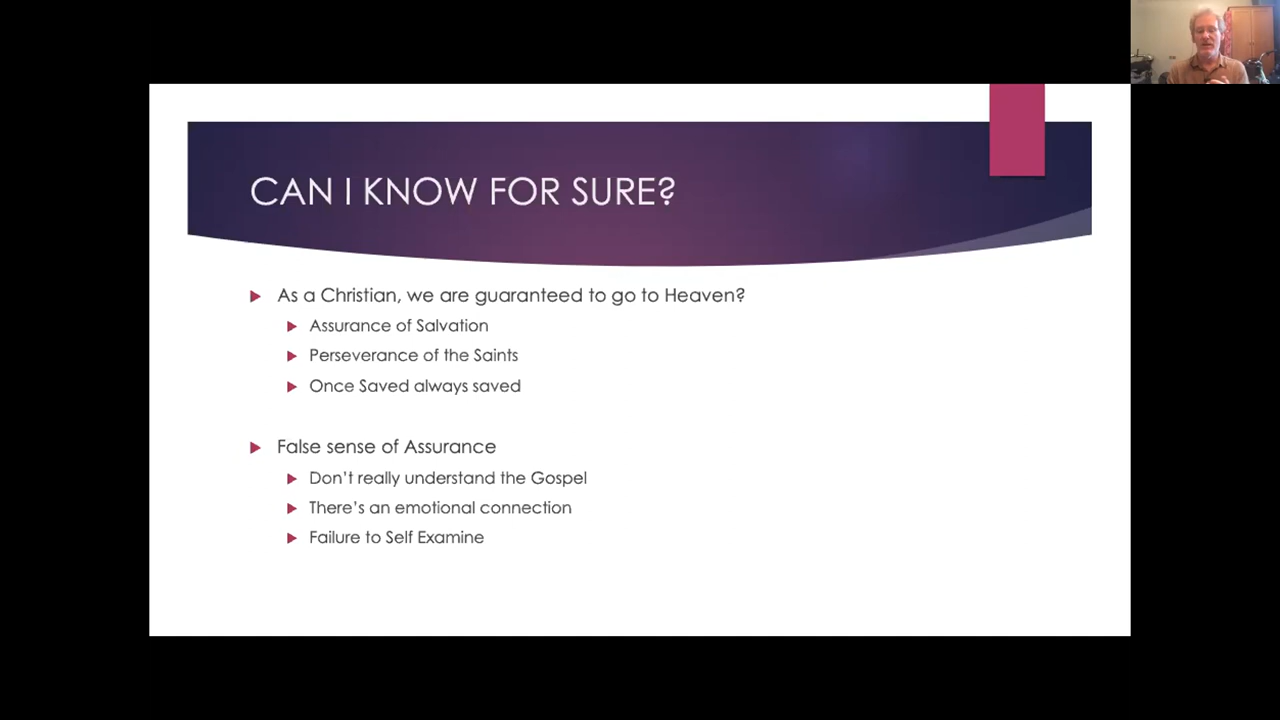 CAN I KNOW FOR SURE?
As a Christian, we are guaranteed to go to Heaven?
Assurance of Salvation
Perseverance of the Saints
Once Saved always saved
False sense of Assurance
Don't really understand the Gospel
There's an emotional connection
Failure to Self Examine